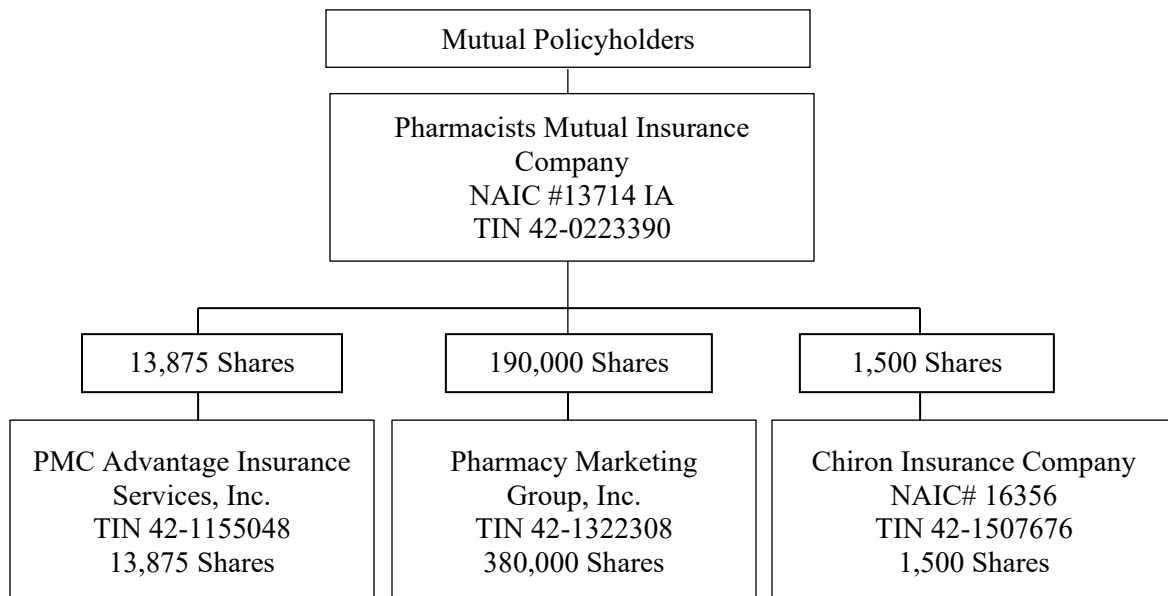 Mutual Policyholders
Pharmacists Mutual Insurance
Company
NAIC #13714 IA
TIN 42-0223390
13,875 Shares
190,000 Shares
1,500 Shares
PMC Advantage Insurance
Services, Inc.
TIN 42-1155048
13,875 Shares
Pharmacy Marketing
Group, Inc.
TIN 42-1322308
380,000 Shares
Chiron Insurance Company
NAIC# 16356
TIN 42-1507676
1,500 Shares